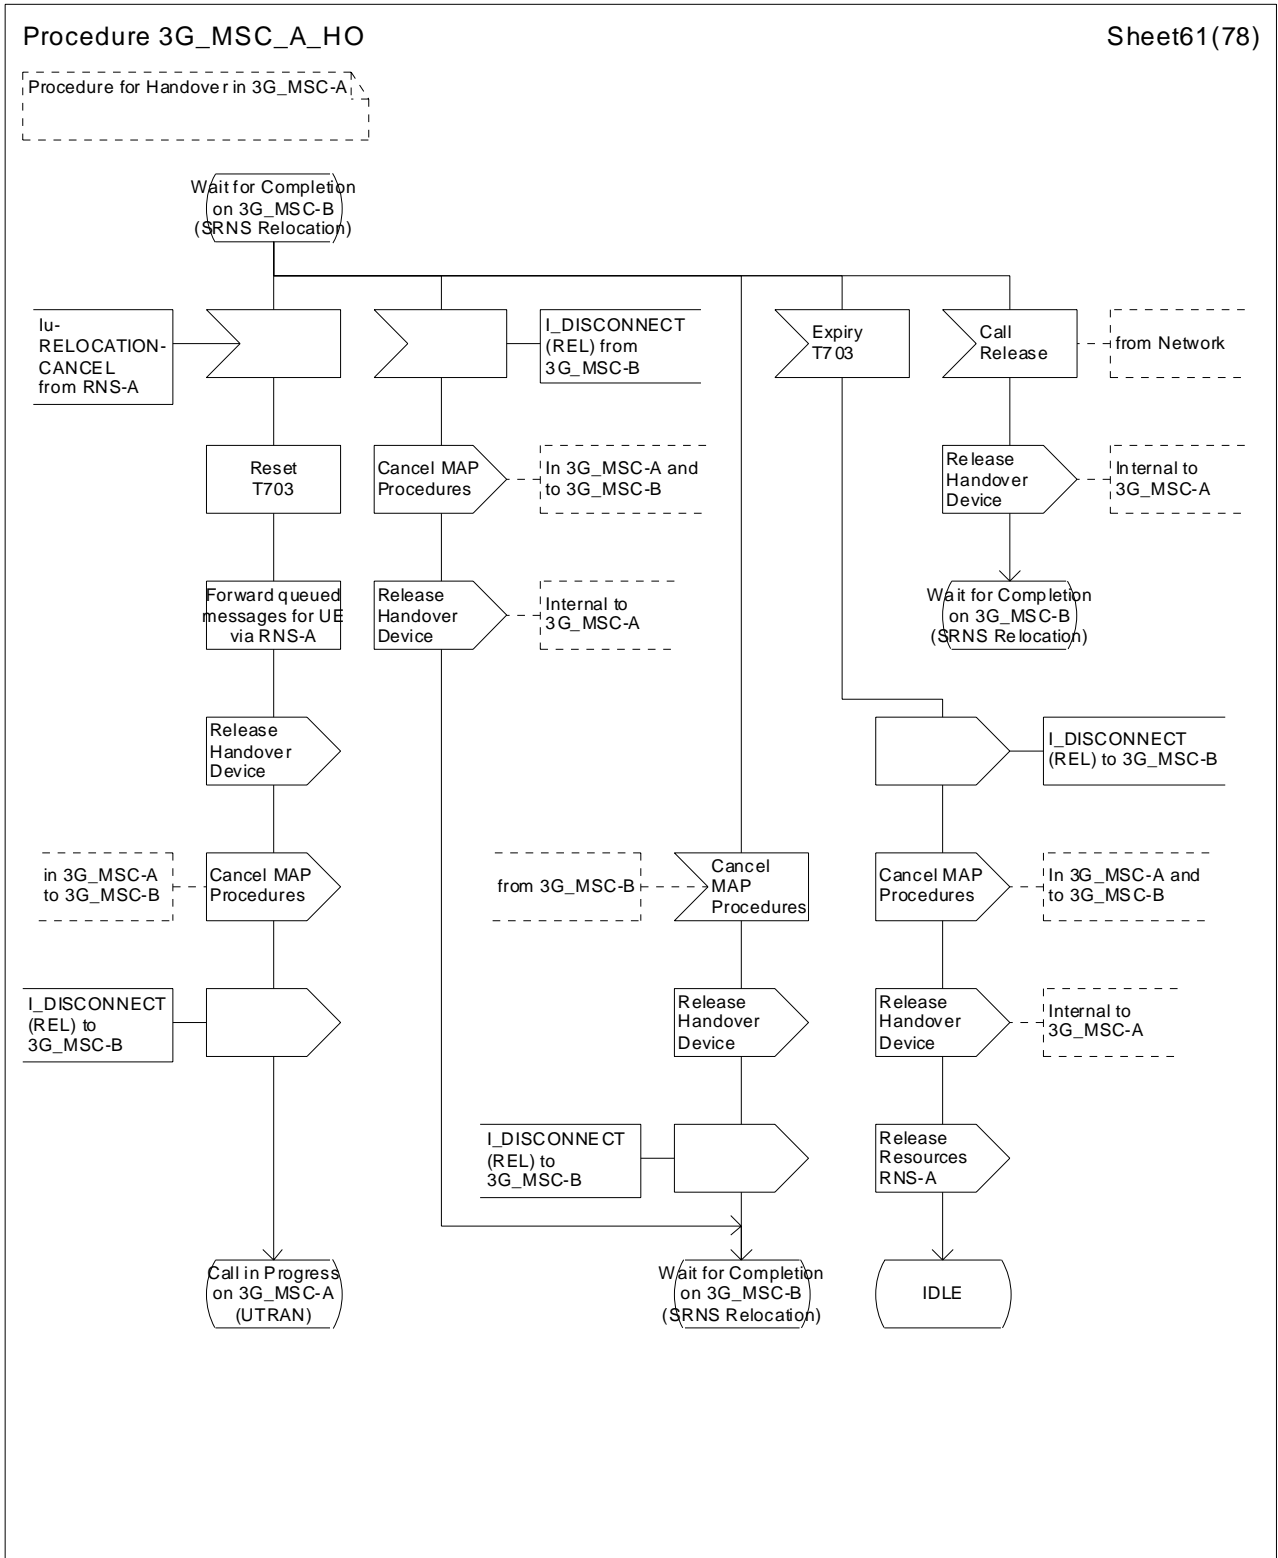 Procedure 3G_MSC_A_HO
Sheet61(78)
Procedure for Handover in 3G_MSC-A
Wait for Completion
on 3G_MSC-B
(SRNS Relocation)
Iu-
RELOCATION-
CANCEL
from RNS-A
I_DISCONNECT
(REL) from
3G_MSC-B
Expiry
T703
Call
Release
from Network
Reset
T703
Cancel MAP
Procedures
In 3G_MSC-A and
to 3G_MSC-B
Release
Handover
Device
Internal to
3G_MSC-A
Forward queued
messages for UE
via RNS-A
Release
Handover
Device
Internal to
3G_MSC-A
Wait for Completion
on 3G_MSC-B
(SRNS Relocation)
Release
Handover
Device
I_DISCONNECT
(REL) to 3G_MSC-B
in 3G_MSC-A
to 3G_MSC-B
Cancel MAP
Procedures
from 3G_MSC-B
Cancel
MAP
Procedures
Cancel MAP
Procedures
In 3G_MSC-A and
to 3G_MSC-B
I_DISCONNECT
(REL) to
3G_MSC-B
Release
Handover
Device
Release
Handover
Device
Internal to
3G_MSC-A
I_DISCONNECT
(REL) to
3G_MSC-B
Release
Resources
RNS-A
Call in Progress
on 3G_MSC-A
(UTRAN)
Wait for Completion
on 3G_MSC-B
(SRNS Relocation)
IDLE